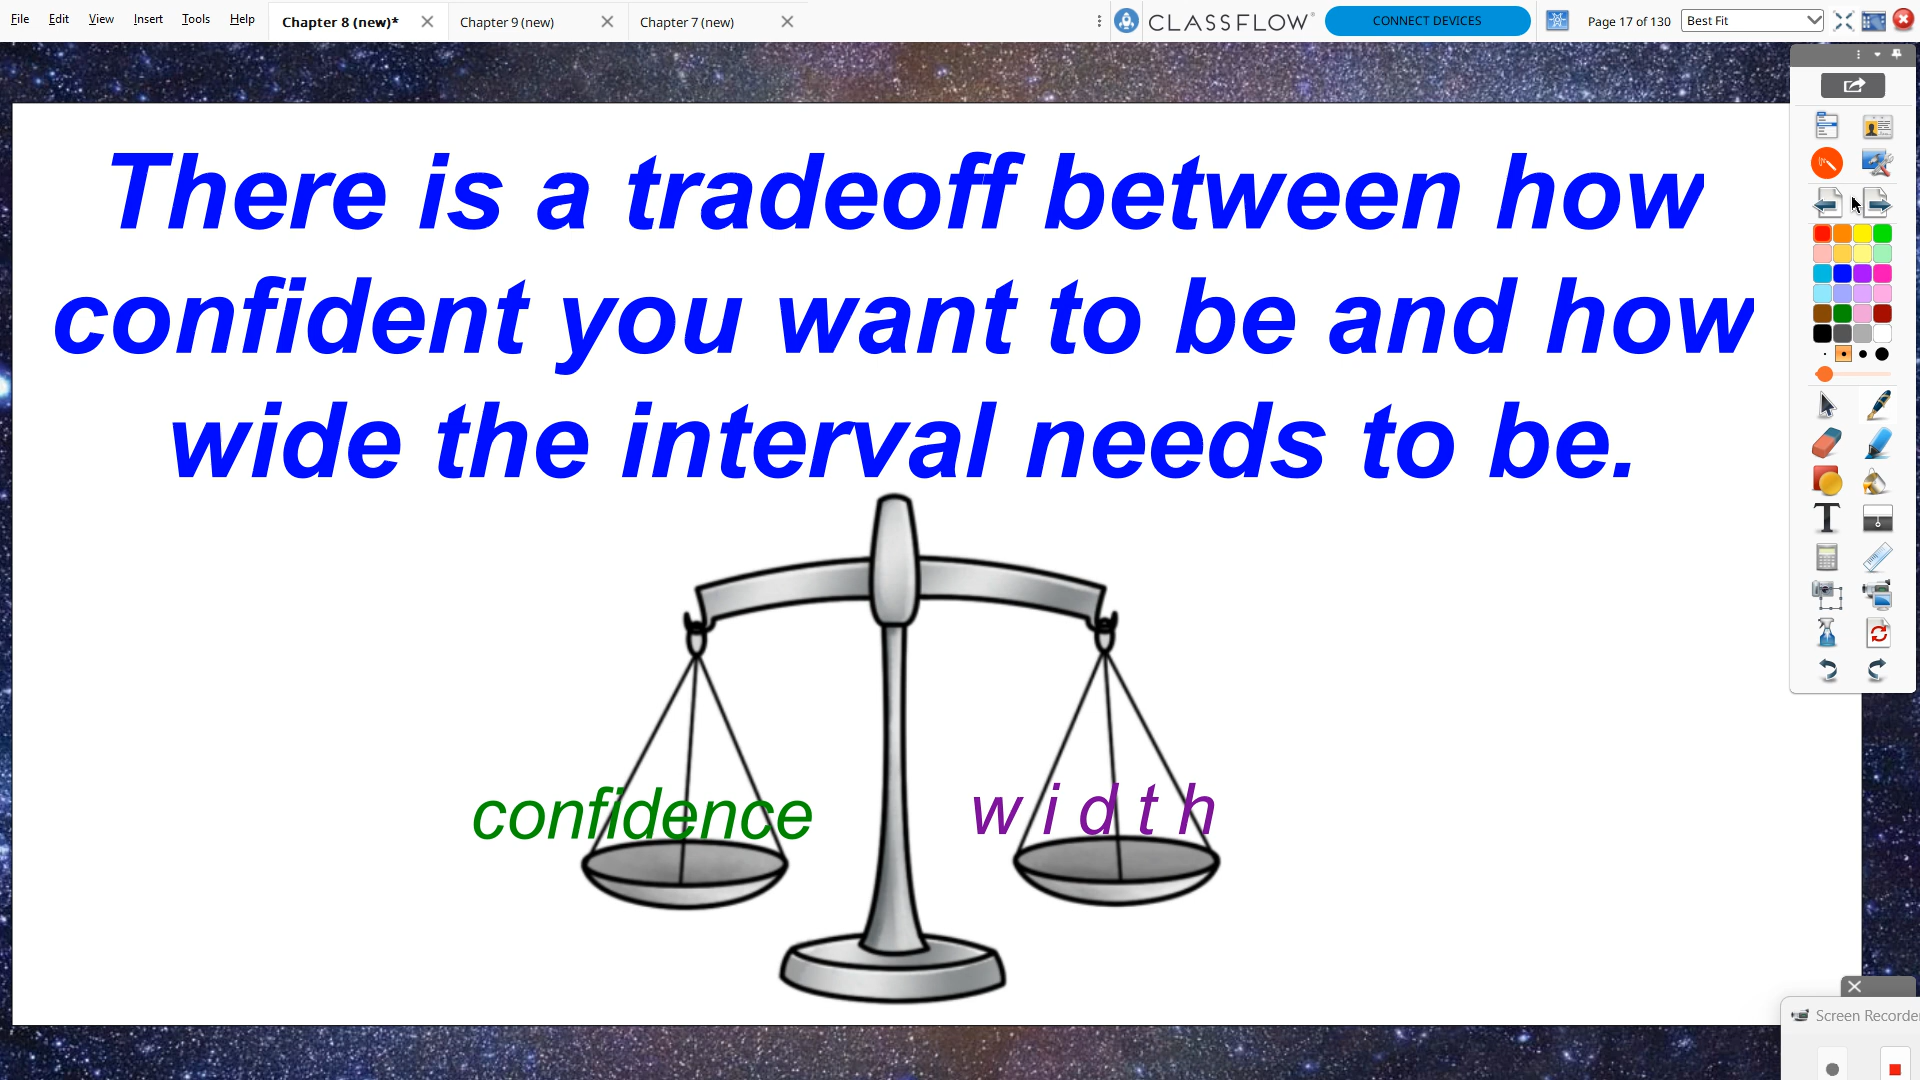 File Edit View Insert Tools Help Chapter 8 (new)* Chapter 9 (new) Chapter 7 (new) CLASSFLOW CONNECT DEVICES Page 17 of 130 Best Fit
There is a tradeoff between how
confident you want to be and how
wide the interval needs to be.
confidence width
Screen Recorder